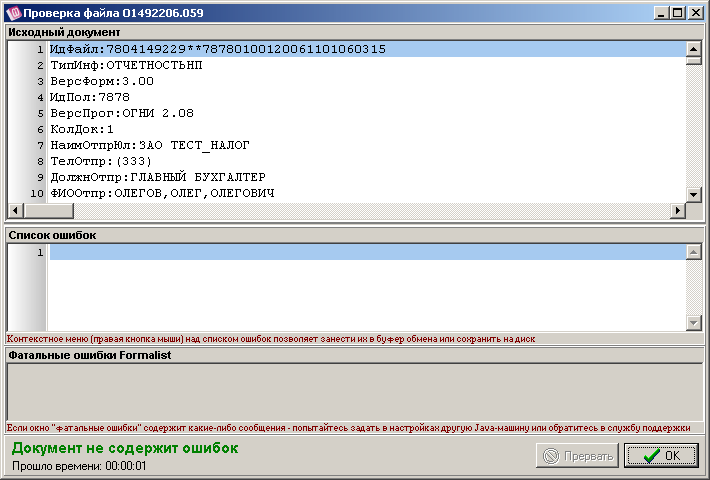 Проверка файла 01492206.059
Исходный документ
1 ИдФайл:7804149229**78780100120061101060315
2 ТипИнф:ОТЧЕТНОСТЬНП
3 ВерсФорм:3.00
4 ИдПол:7878
5 ВерсПрог:ОГНИ 2.08
6 КолДок:1
7 НаимОтпрЮл:ЗАО ТЕСТ_НАЛОГ
8 ТелОтпр:(333)
9 ДолжнОтпр:ГЛАВНЫЙ БУХГАЛТЕР
10 ФИООтпр:ОЛЕГОВ,ОЛЕГ,ОЛЕГОВИЧ
Список ошибок
1
Контекстное меню (правая кнопка мыши) над списком ошибок позволяет занести их в буфер обмена или сохранить на диск
Фатальные ошибки Formalist
Если окно "фатальные ошибки" содержит какие-либо сообщения - попытайтесь задать в настройках другую Java-машину или обратитесь в службу поддержки
Документ не содержит ошибок
Прошло времени: 00:00:01
Прервать
OK